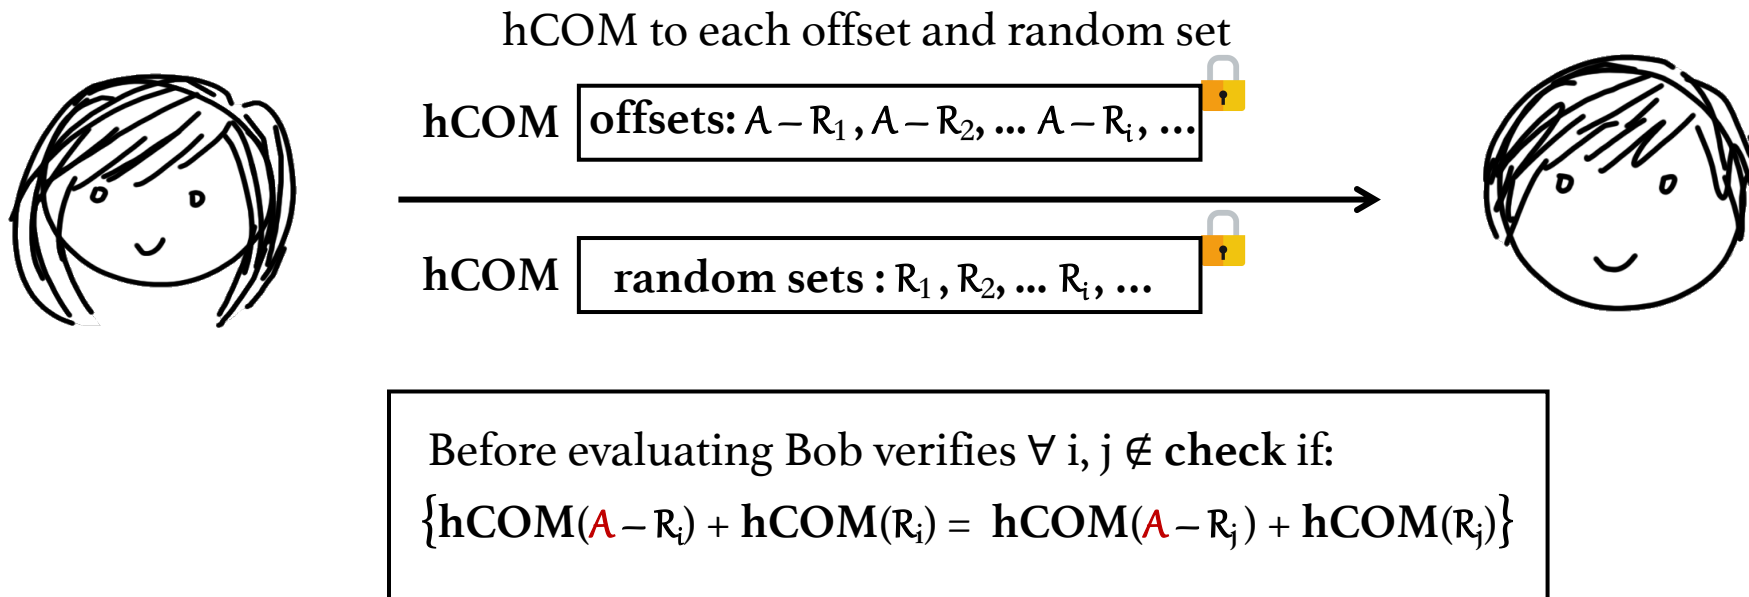 hCOM to each offset and random set
hCOM offsets: A – R₁, A – R₂, ... A – Rᵢ, ...
hCOM random sets : R₁, R₂, ... Rᵢ, ...
Before evaluating Bob verifies ∀ i, j ∉ check if:
{hCOM(A – Rᵢ) + hCOM(Rᵢ) = hCOM(A – Rⱼ) + hCOM(Rⱼ)}